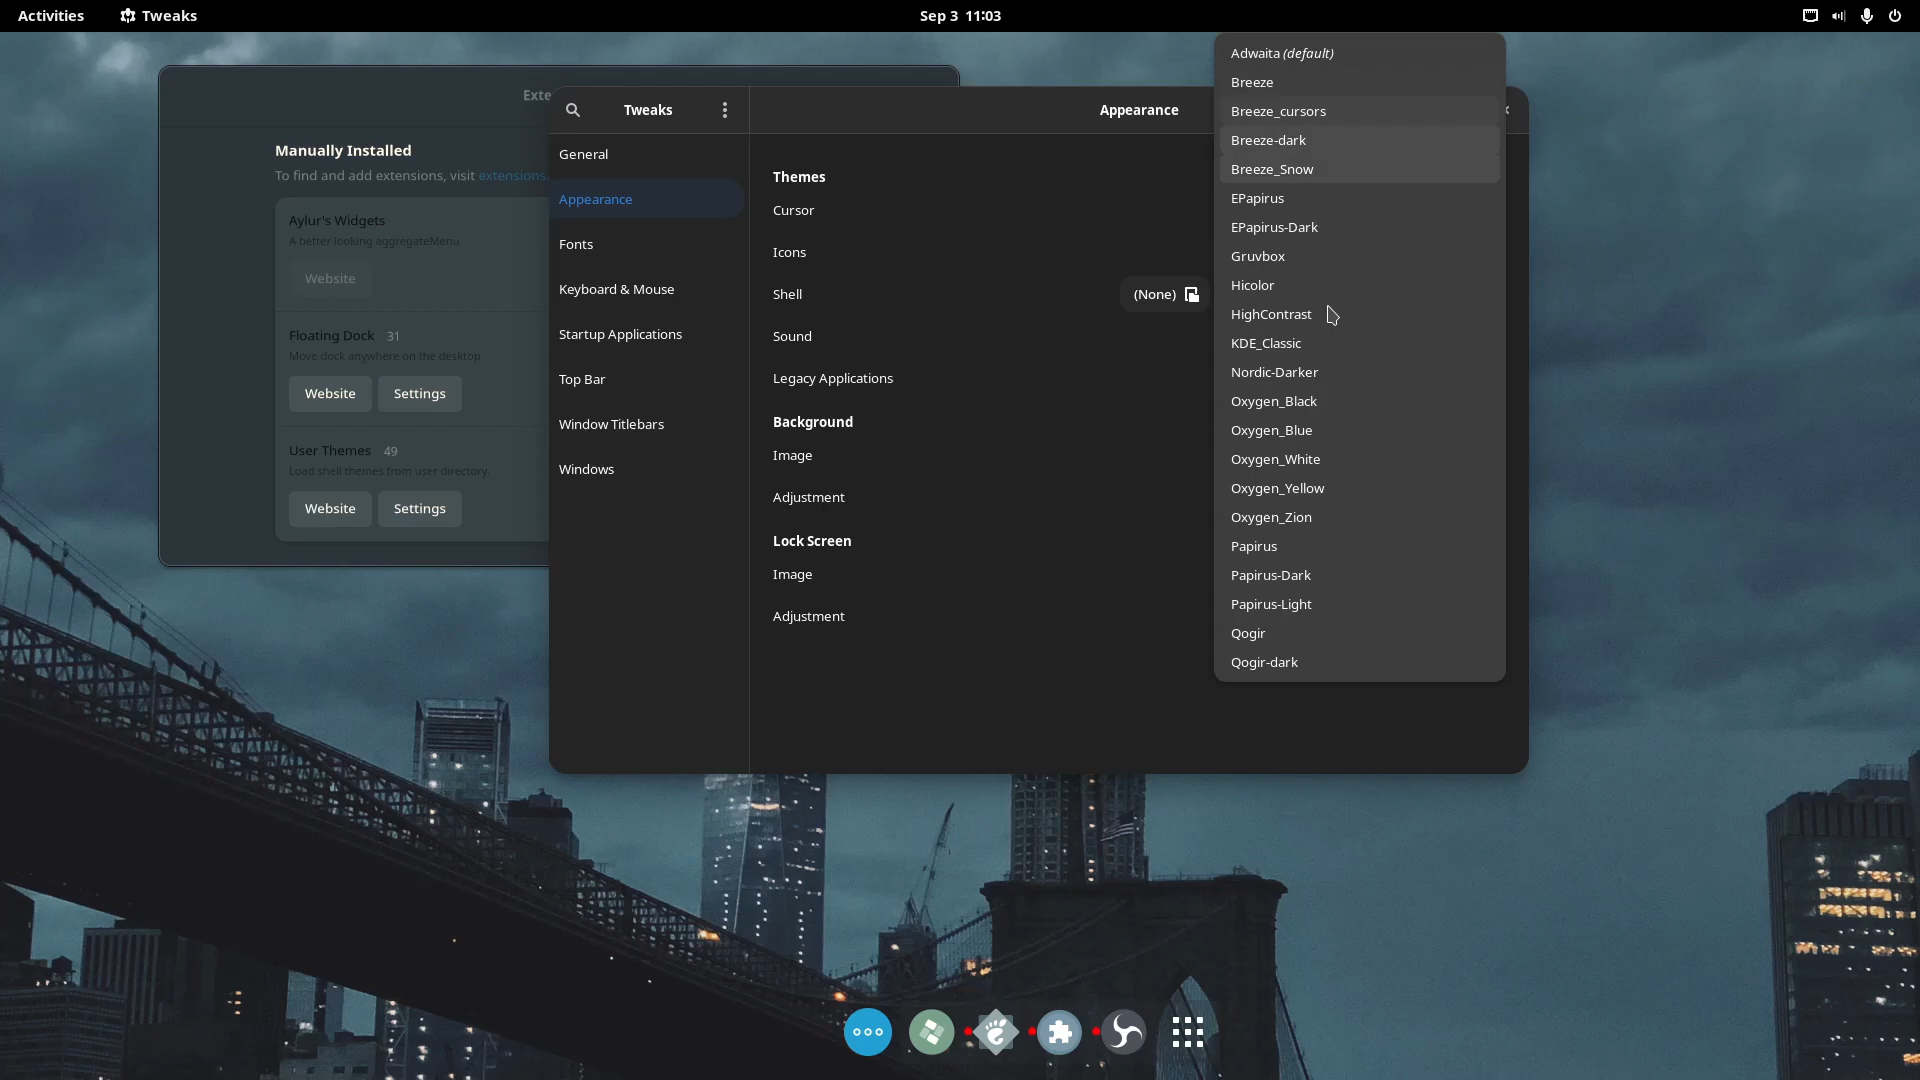 Activities
Tweaks
Sep 3 11:03
Exte
Manually Installed
To find and add extensions, visit extensions.
Aylur's Widgets
A better looking aggregateMenu
Website
Floating Dock 31
Move dock anywhere on the desktop
Website Settings
User Themes 49
Load shell themes from user directory.
Website Settings
Tweaks
General
Appearance
Fonts
Keyboard & Mouse
Startup Applications
Top Bar
Window Titlebars
Windows
Appearance
Themes
Cursor
Icons
Shell
(None)
Sound
Legacy Applications
Background
Image
Adjustment
Lock Screen
Image
Adjustment
Adwaita (default)
Breeze
Breeze_cursors
Breeze-dark
Breeze_Snow
EPapirus
EPapirus-Dark
Gruvbox
Hicolor
HighContrast
KDE_Classic
Nordic-Darker
Oxygen_Black
Oxygen_Blue
Oxygen_White
Oxygen_Yellow
Oxygen_Zion
Papirus
Papirus-Dark
Papirus-Light
Qogir
Qogir-dark